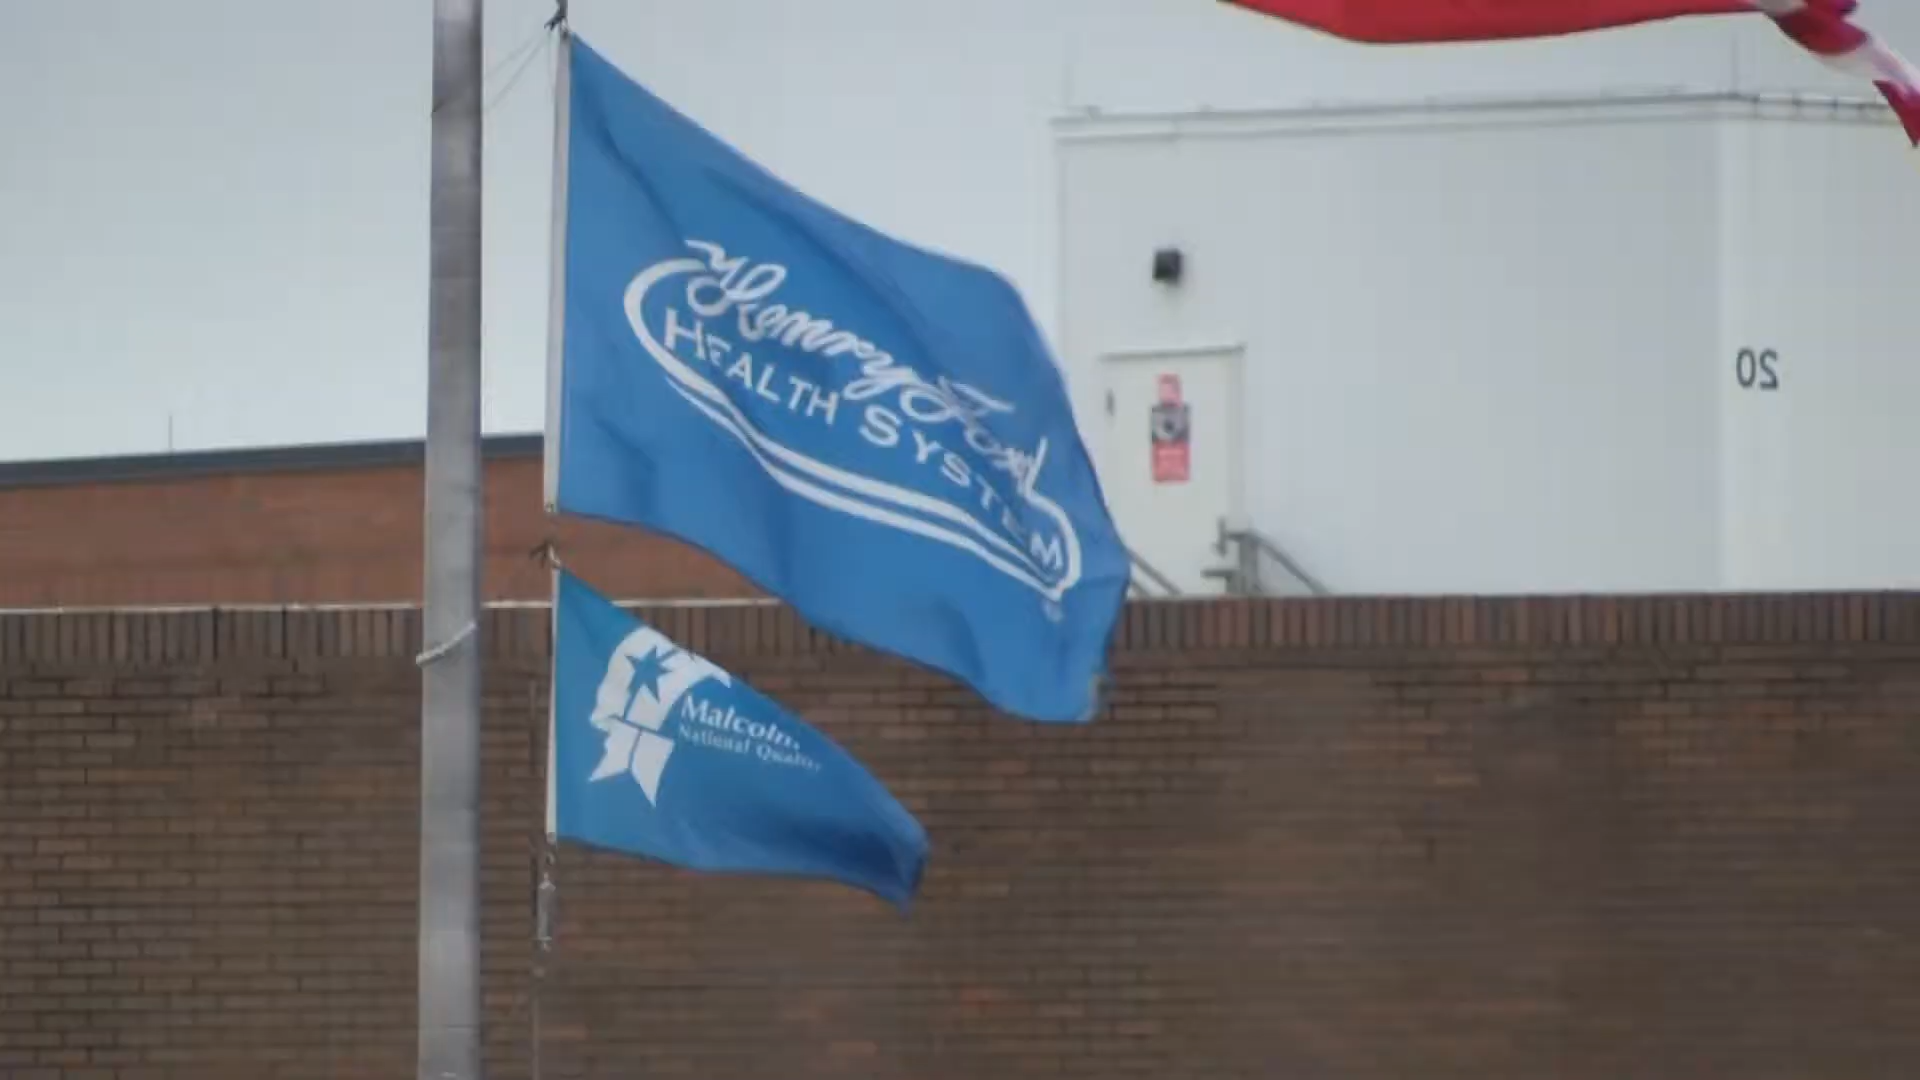 Henry Ford
HEALTH SYSTEM
20
Malcolm
National Quality